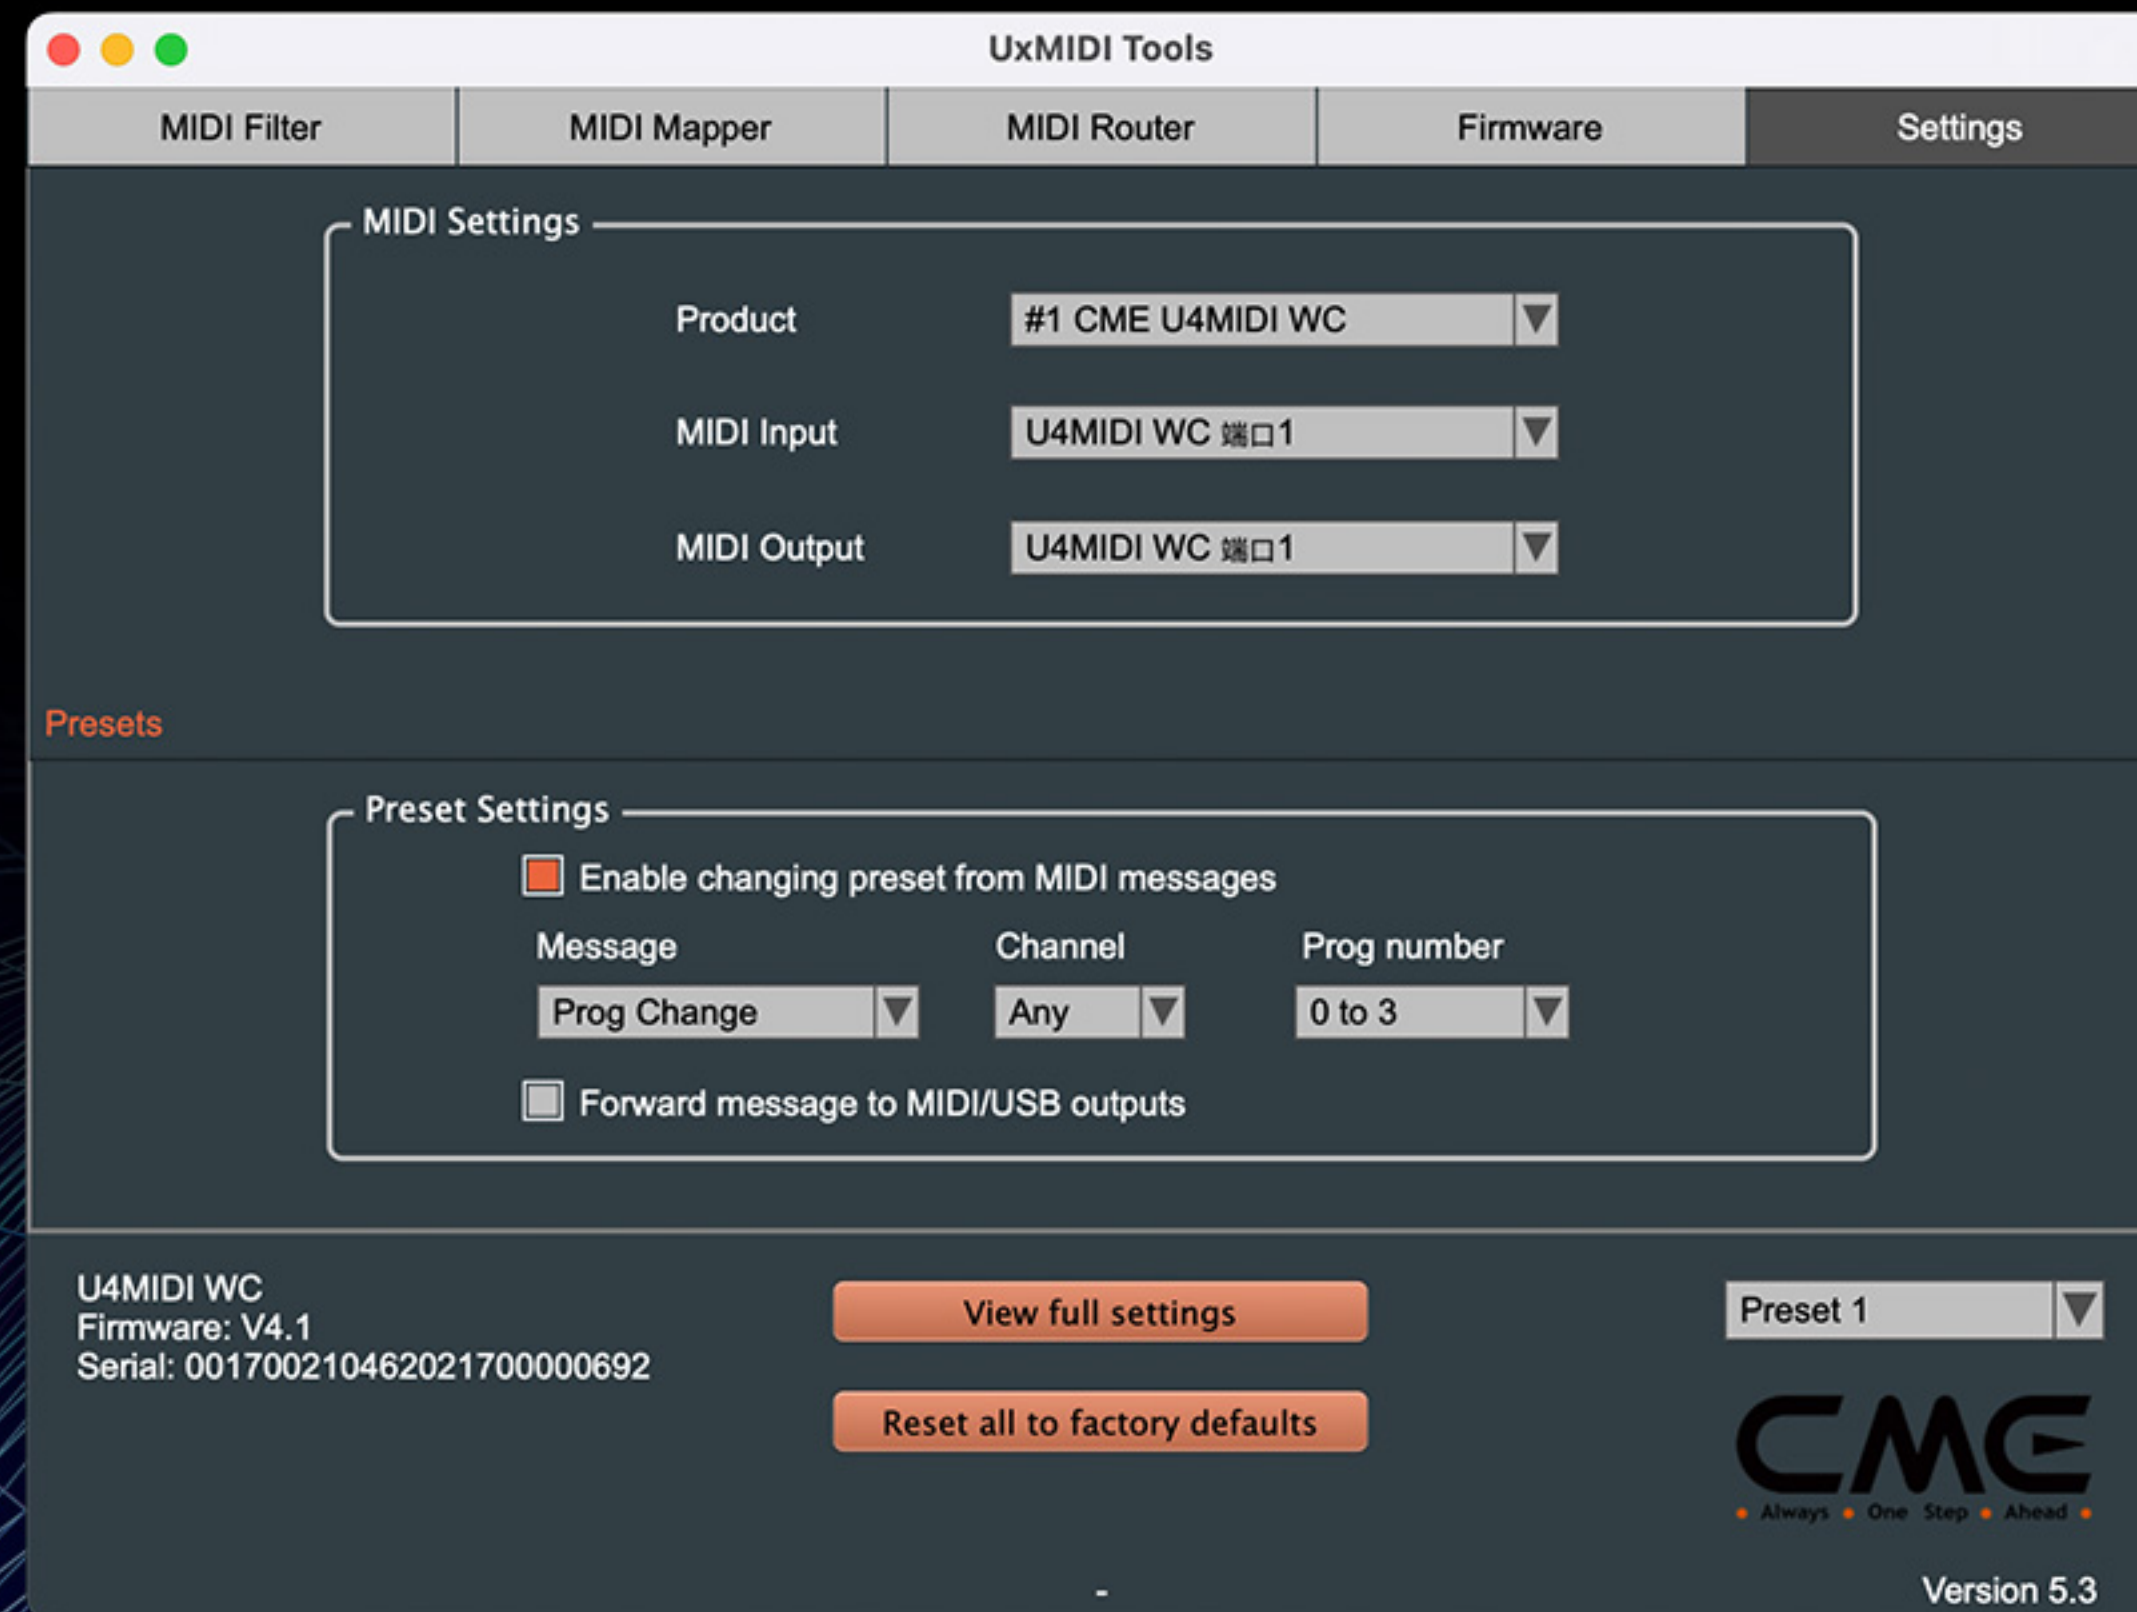 UxMIDI Tools
MIDI Filter MIDI Mapper MIDI Router Firmware Settings
MIDI Settings
Product #1 CME U4MIDI WC
MIDI Input U4MIDI WC 端口1
MIDI Output U4MIDI WC 端口1
Presets
Preset Settings
Enable changing preset from MIDI messages
Message Channel Prog number
Prog Change Any 0 to 3
Forward message to MIDI/USB outputs
U4MIDI WC
Firmware: V4.1
Serial: 001700210462021700000692
View full settings
Preset 1
Reset all to factory defaults
CME
• Always • One Step • Ahead •
-
Version 5.3